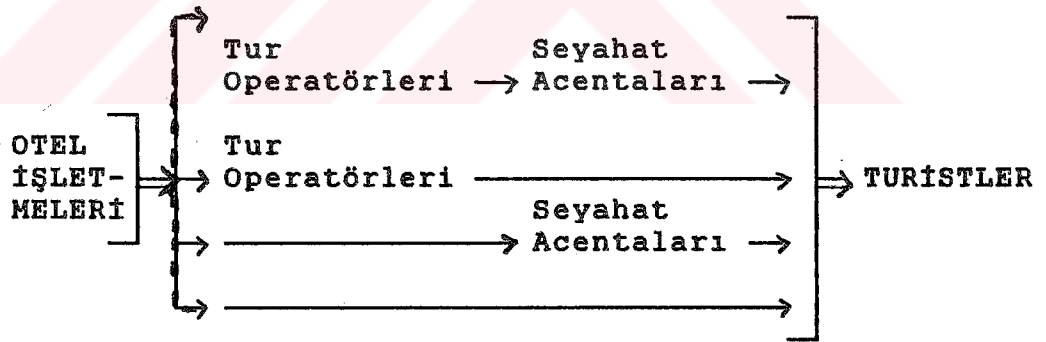 Tur Seyahat
Operatörleri → Acentaları →
OTEL Tur
İŞLET- Operatörleri → TURİSTLER
MELERİ Seyahat
→ Acentaları →